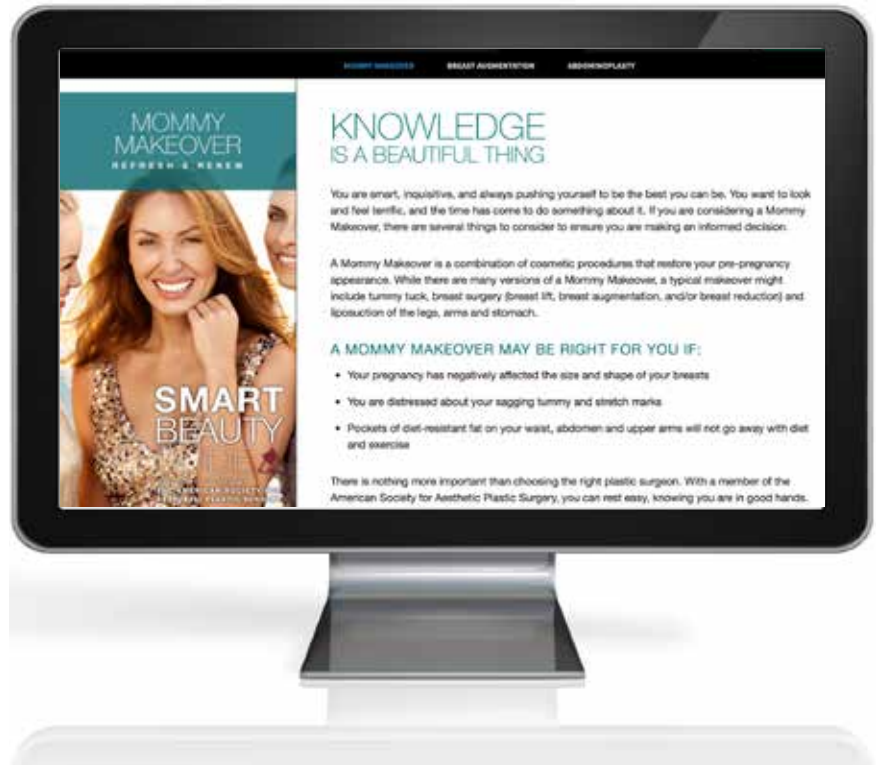 MOMMY MAKEOVER BREAST AUGMENTATION ABDOMINOPLASTY
MOMMY
MAKEOVER
REFRESH & RENEW
SMART
BEAUTY
THE AMERICAN SOCIETY FOR
AESTHETIC PLASTIC SURGERY
KNOWLEDGE
IS A BEAUTIFUL THING
You are smart, inquisitive, and always pushing yourself to be the best you can be. You want to look
and feel terrific, and the time has come to do something about it. If you are considering a Mommy
Makeover, there are several things to consider to ensure you are making an informed decision.
A Mommy Makeover is a combination of cosmetic procedures that restore your pre-pregnancy
appearance. While there are many versions of a Mommy Makeover, a typical makeover might
include tummy tuck, breast surgery (breast lift, breast augmentation, and/or breast reduction) and
liposuction of the legs, arms and stomach.
A MOMMY MAKEOVER MAY BE RIGHT FOR YOU IF:
• Your pregnancy has negatively affected the size and shape of your breasts
• You are distressed about your sagging tummy and stretch marks
• Pockets of diet-resistant fat on your waist, abdomen and upper arms will not go away with diet
and exercise
There is nothing more important than choosing the right plastic surgeon. With a member of the
American Society for Aesthetic Plastic Surgery, you can rest easy, knowing you are in good hands.